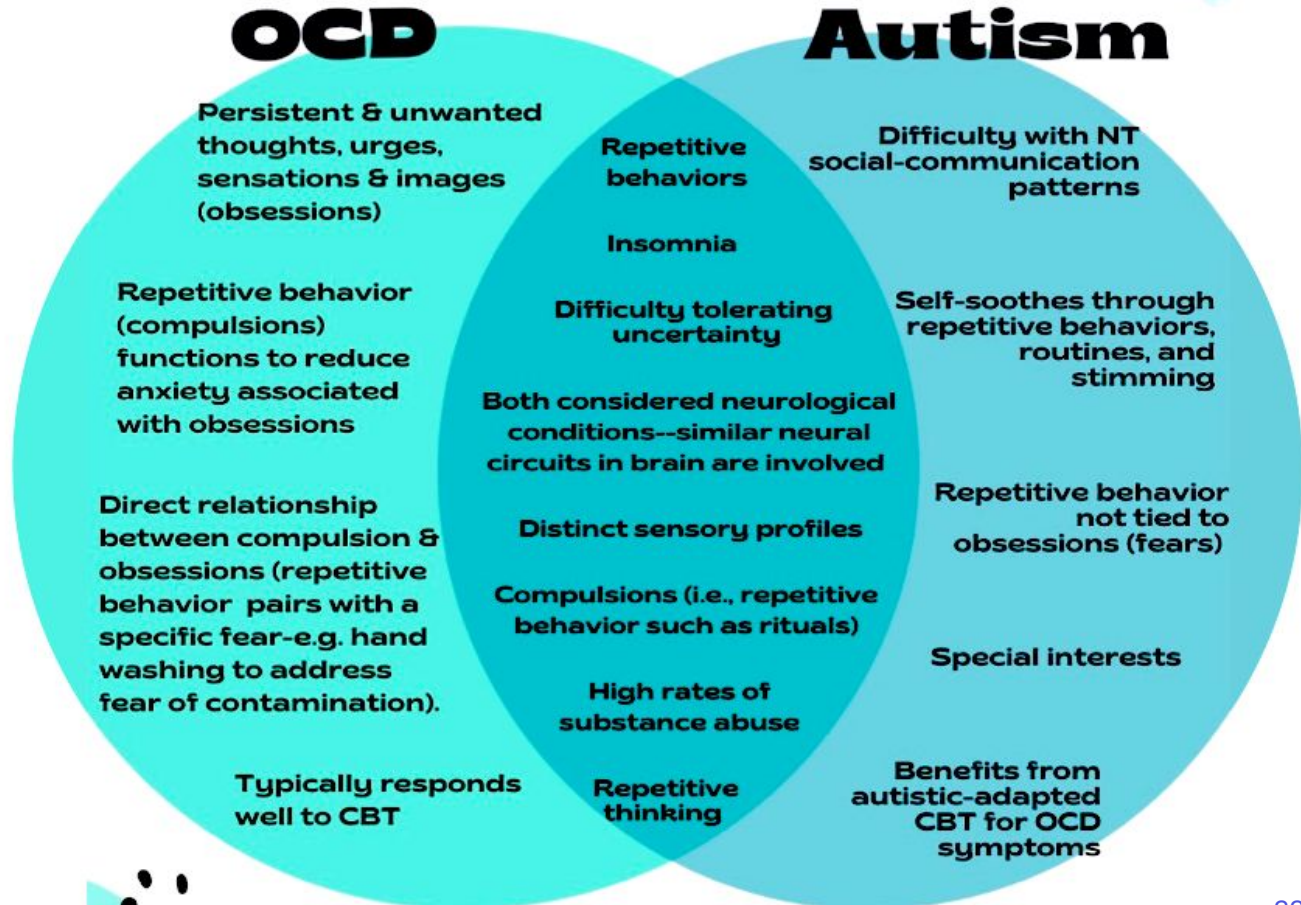 OCD
Persistent & unwanted
thoughts, urges,
sensations & images
(obsessions)
Repetitive behavior
(compulsions)
functions to reduce
anxiety associated
with obsessions
Direct relationship
between compulsion &
obsessions (repetitive
behavior pairs with a
specific fear-e.g. hand
washing to address
fear of contamination).
Typically responds
well to CBT
Repetitive
behaviors
Insomnia
Difficulty tolerating
uncertainty
Both considered neurological
conditions--similar neural
circuits in brain are involved
Distinct sensory profiles
Compulsions (i.e., repetitive
behavior such as rituals)
High rates of
substance abuse
Repetitive
thinking
Autism
Difficulty with NT
social-communication
patterns
Self-soothes through
repetitive behaviors,
routines, and
stimming
Repetitive behavior
not tied to
obsessions (fears)
Special interests
Benefits from
autistic-adapted
CBT for OCD
symptoms